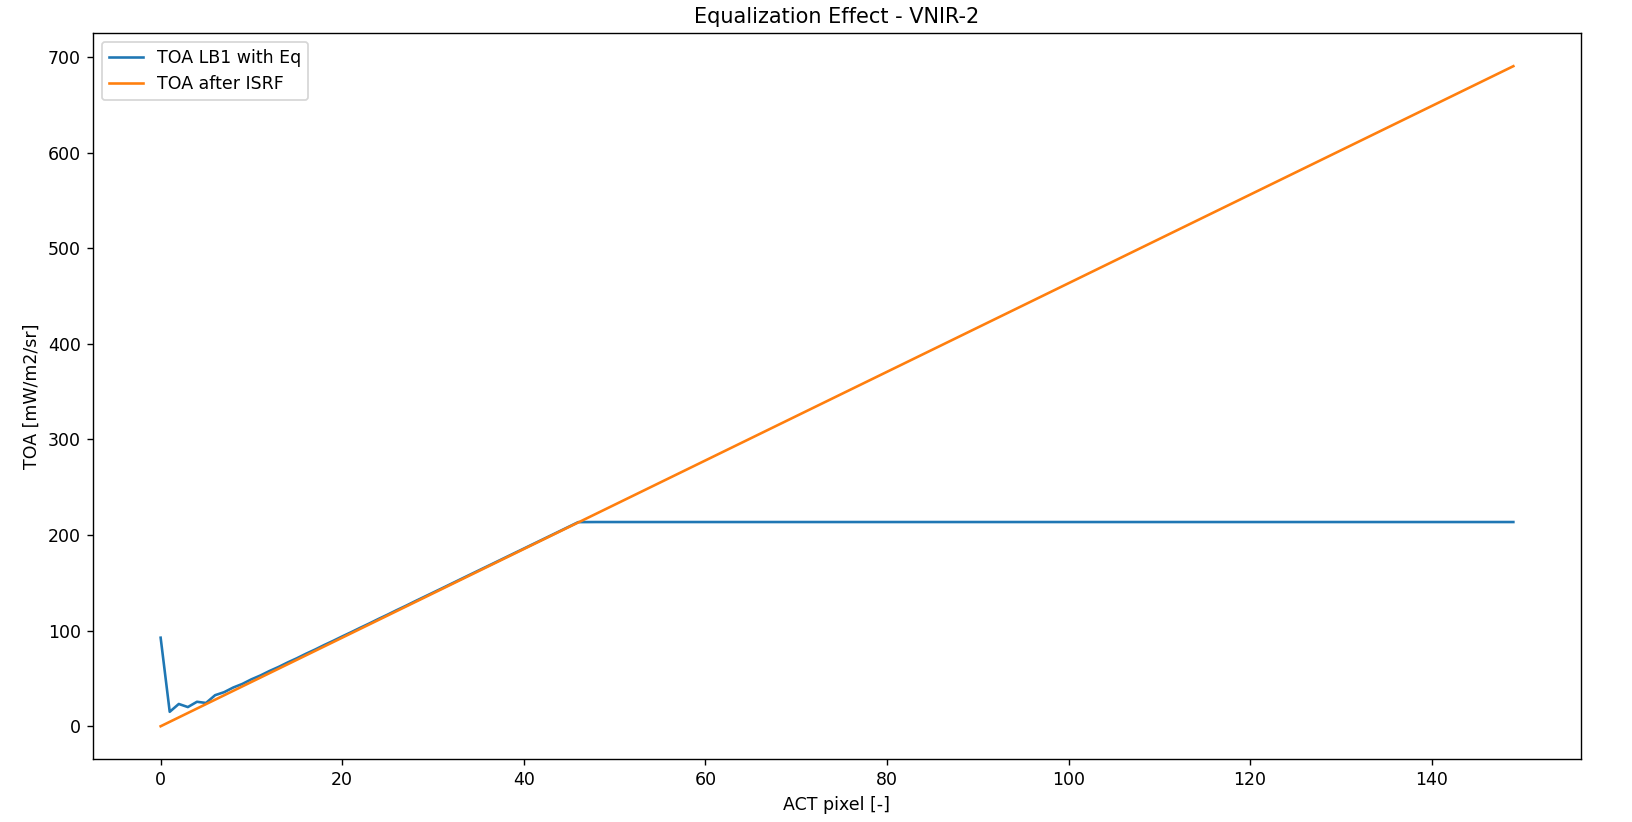 Equalization Effect - VNIR-2
TOA LB1 with Eq
TOA after ISRF
700
600
500
400
300
200
100
0
TOA [mW/m2/sr]
0 20 40 60 80 100 120 140
ACT pixel [-]